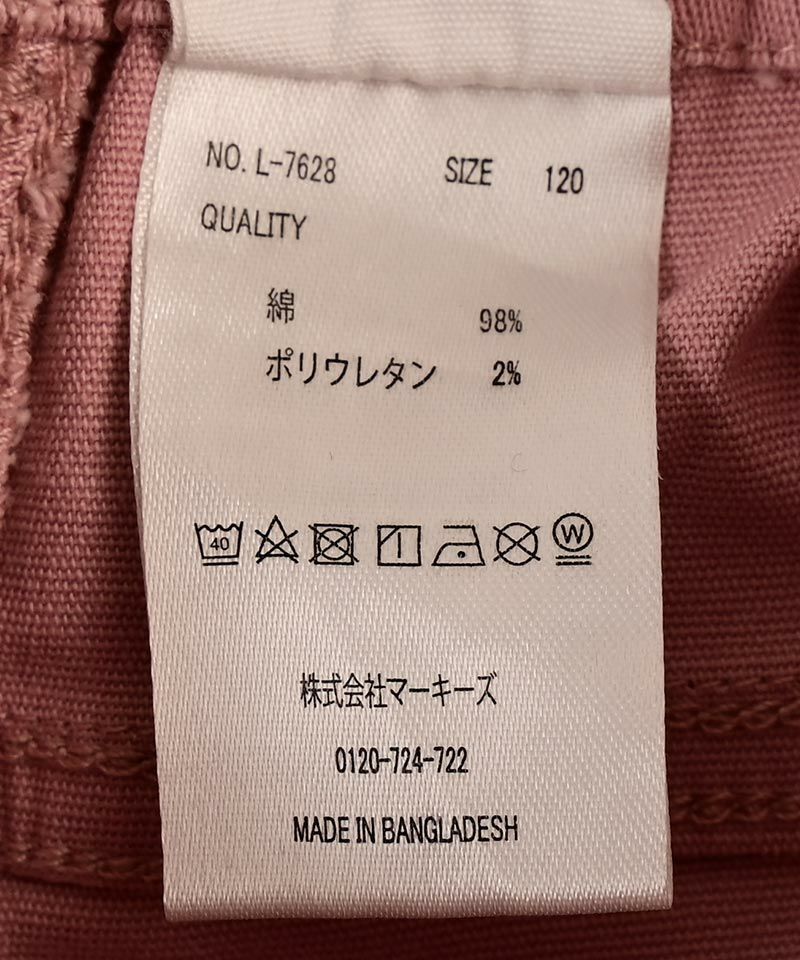 NO. L-7628 SIZE 120
QUALITY
綿 98%
ポリウレタン 2%
40 W
株式会社マーキーズ
0120-724-722
MADE IN BANGLADESH